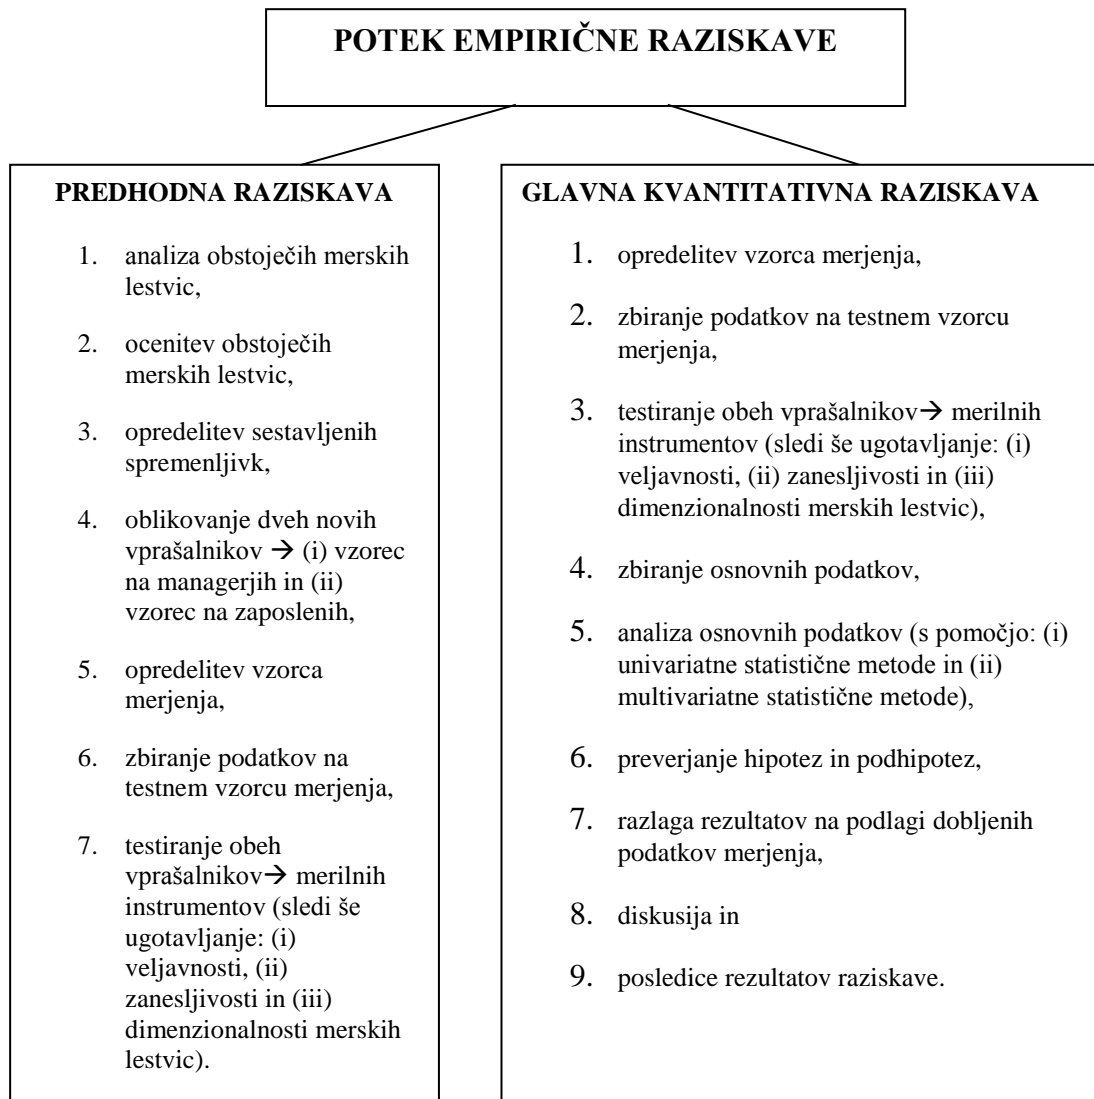 POTEK EMPIRIČNE RAZISKAVE
PREDHODNA RAZISKAVA
1. analiza obstoječih merskih
lestvic,
2. ocenitev obstoječih
merskih lestvic,
3. opredelitev sestavljenih
spremenljivk,
4. oblikovanje dveh novih
vprašalnikov → (i) vzorec
na managerjih in (ii)
vzorec na zaposlenih,
5. opredelitev vzorca
merjenja,
6. zbiranje podatkov na
testnem vzorcu merjenja,
7. testiranje obeh
vprašalnikov→ merilnih
instrumentov (sledi še
ugotavljanje: (i)
veljavnosti, (ii)
zanesljivosti in (iii)
dimenzionalnosti merskih
lestvic).
GLAVNA KVANTITATIVNA RAZISKAVA
1. opredelitev vzorca merjenja,
2. zbiranje podatkov na testnem vzorcu
merjenja,
3. testiranje obeh vprašalnikov→ merilnih
instrumentov (sledi še ugotavljanje: (i)
veljavnosti, (ii) zanesljivosti in (iii)
dimenzionalnosti merskih lestvic),
4. zbiranje osnovnih podatkov,
5. analiza osnovnih podatkov (s pomočjo: (i)
univariatne statistične metode in (ii)
multivariatne statistične metode),
6. preverjanje hipotez in podhipotez,
7. razlaga rezultatov na podlagi dobljenih
podatkov merjenja,
8. diskusija in
9. posledice rezultatov raziskave.